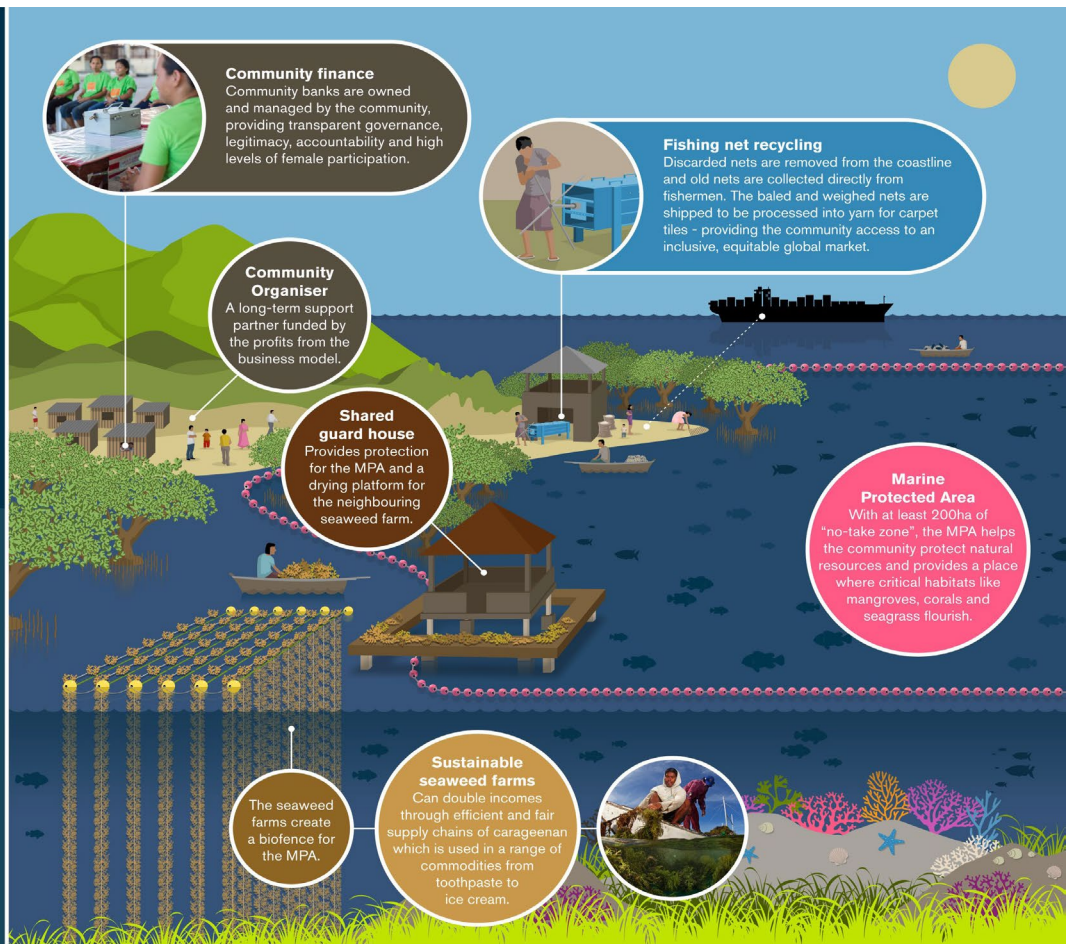 Community finance
Community banks are owned
and managed by the community,
providing transparent governance,
legitimacy, accountability and high
levels of female participation.
Fishing net recycling
Discarded nets are removed from the coastline
and old nets are collected directly from
fishermen. The baled and weighed nets are
shipped to be processed into yarn for carpet
tiles - providing the community access to an
inclusive, equitable global market.
Community
Organiser
A long-term support
partner funded by
the profits from the
business model.
Shared
guard house
Provides protection
for the MPA and a
drying platform for
the neighbouring
seaweed farm.
Marine
Protected Area
With at least 200ha of
"no-take zone", the MPA helps
the community protect natural
resources and provides a place
where critical habitats like
mangroves, corals and
seagrass flourish.
The seaweed
farms create
a biofence for
the MPA.
Sustainable
seaweed farms
Can double incomes
through efficient and fair
supply chains of carageenan
which is used in a range of
commodities from
toothpaste to
ice cream.